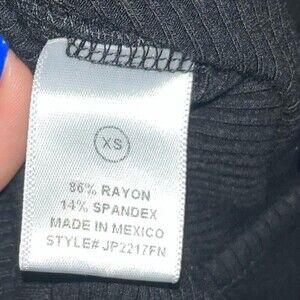 XS
86% RAYON
14% SPANDEX
MADE IN MEXICO
STYLE# JP2217FN